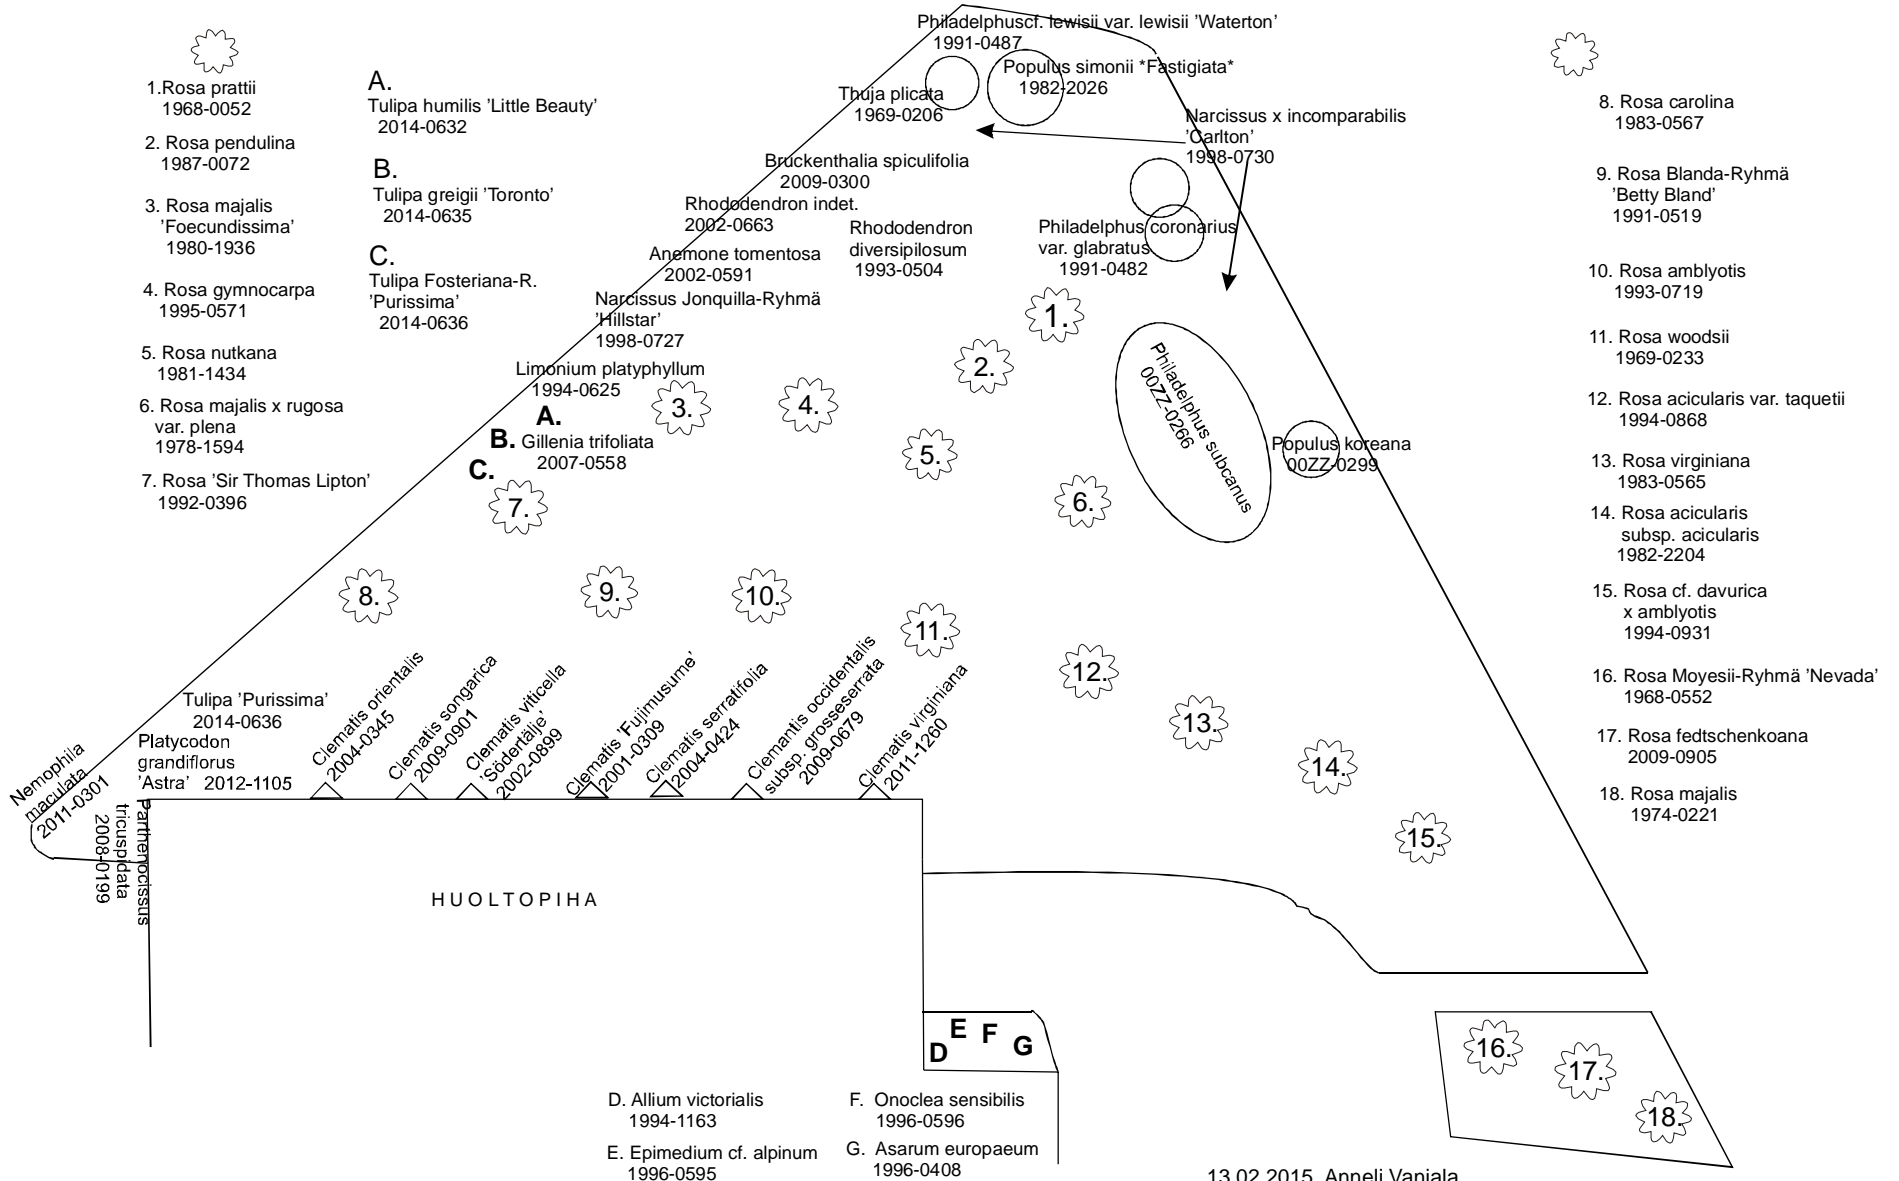 1.Rosa prattii
1968-0052
2. Rosa pendulina
1987-0072
3. Rosa majalis
'Foecundissima'
1980-1936
4. Rosa gymnocarpa
1995-0571
5. Rosa nutkana
1981-1434
6. Rosa majalis x rugosa
var. plena
1978-1594
7. Rosa 'Sir Thomas Lipton'
1992-0396
A.
Tulipa humilis 'Little Beauty'
2014-0632
B.
Tulipa greigii 'Toronto'
2014-0635
C.
Tulipa Fosteriana-R.
'Purissima'
2014-0636
Philadelphuscf. lewisii var. lewisii 'Waterton'
1991-0487
Populus simonii *Fastigiata*
1982-2026
Thuja plicata
1969-0206
Narcissus x incomparabilis
'Carlton'
1998-0730
Bruckenthalia spiculifolia
2009-0300
Rhododendron indet.
2002-0663
Rhododendron
diversipilosum
1993-0504
Philadelphus coronarius
var. glabratus
1991-0482
Anemone tomentosa
2002-0591
Narcissus Jonquilla-Ryhmä
'Hillstar'
1998-0727
Limonium platyphyllum
1994-0625
A.
B. Gillenia trifoliata
2007-0558
C.
1.
2.
3.
4.
5.
6.
7.
8.
9.
10.
11.
12.
13.
14.
15.
Philadelphus subcanus
00ZZ-0266
Populus koreana
00ZZ-0299
Tulipa 'Purissima'
2014-0636
Platycodon
grandiflorus
'Astra' 2012-1105
Nemophila
maculata
2011-0301
Parthenocissus
tricuspidata
2008-0199
Clematis orientalis
2004-0345
Clematis songarica
2009-0901
Clematis viticella
'Södertälje'
2002-0899
Clematis 'Fujimusume'
2001-0309
Clematis serratifolia
2004-0424
Clemantis occidentalis
subsp. grosseserrata
2009-0679
Clematis virginiana
2011-1260
HUOLTOPIHA
D
E
F
G
D. Allium victorialis
1994-1163
E. Epimedium cf. alpinum
1996-0595
F. Onoclea sensibilis
1996-0596
G. Asarum europaeum
1996-0408
16.
17.
18.
8. Rosa carolina
1983-0567
9. Rosa Blanda-Ryhmä
'Betty Bland'
1991-0519
10. Rosa amblyotis
1993-0719
11. Rosa woodsii
1969-0233
12. Rosa acicularis var. taquetii
1994-0868
13. Rosa virginiana
1983-0565
14. Rosa acicularis
subsp. acicularis
1982-2204
15. Rosa cf. davurica
x amblyotis
1994-0931
16. Rosa Moyesii-Ryhmä 'Nevada'
1968-0552
17. Rosa fedtschenkoana
2009-0905
18. Rosa majalis
1974-0221
13.02.2015 Anneli Vaniala